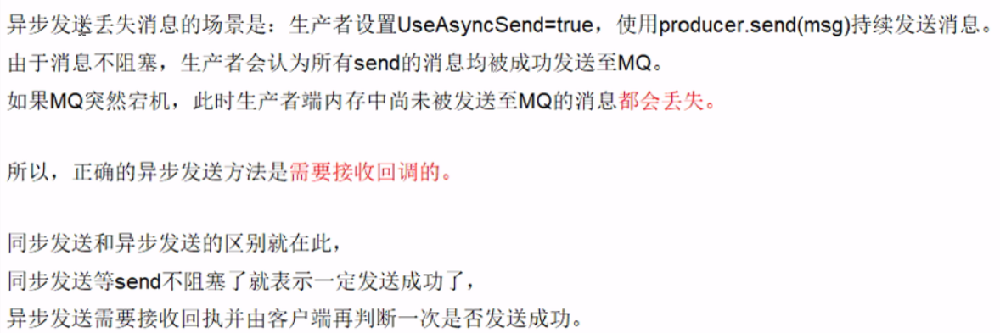 异步发送丢失消息的场景是：生产者设置UseAsyncSend=true，使用producer.send(msg)持续发送消息。
由于消息不阻塞，生产者会认为所有send的消息均被成功发送至MQ。
如果MQ突然宕机，此时生产者端内存中尚未被发送至MQ的消息都会丢失。
所以，正确的异步发送方法是需要接收回调的。
同步发送和异步发送的区别就在此，
同步发送等send不阻塞了就表示一定发送成功了，
异步发送需要接收回执并由客户端再判断一次是否发送成功。